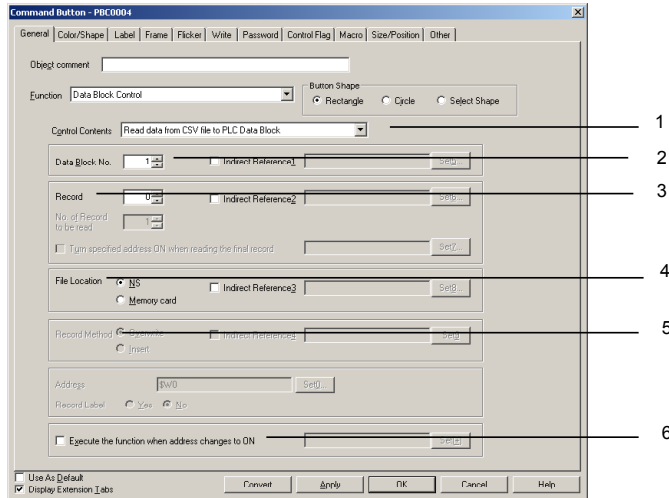 Command Button - PBC0004
General Color/Shape Label Frame Flicker Write Password Control Flag Macro Size/Position Other
Object comment
Function Data Block Control
Button Shape
Rectangle Circle Select Shape
Control Contents Read data from CSV file to PLC Data Block 1
Data Block No. 1 Indirect Reference1 Set5... 2
Record 0 Indirect Reference2 Set6... 3
No. of Record
to be read 1
Turn specified address ON when reading the final record Set7...
File Location NS Indirect Reference3 Set8... 4
Memory card
Record Method Overwrite Indirect Reference4 5
Insert
Address $W0 Set0...
Record Label Yes No
Execute the function when address changes to ON 6
Use As Default
Display Extension Tabs Convert Apply OK Cancel Help